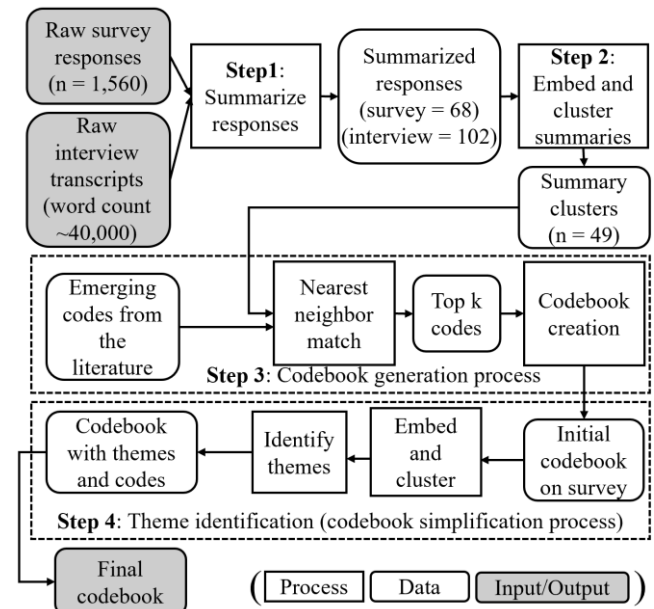 Raw survey
responses
(n = 1,560)
Step1:
Summarize
responses
Summarized
responses
(survey = 68)
(interview = 102)
Step 2:
Embed and
cluster
summaries
Raw
interview
transcripts
(word count
~40,000)
Summary
clusters
(n = 49)
Emerging
codes from
the
literature
Nearest
neighbor
match
Top k
codes
Codebook
creation
Step 3: Codebook generation process
Codebook
with themes
and codes
Identify
themes
Embed
and
cluster
Initial
codebook
on survey
Step 4: Theme identification (codebook simplification process)
Final
codebook
( Process Data Input/Output )